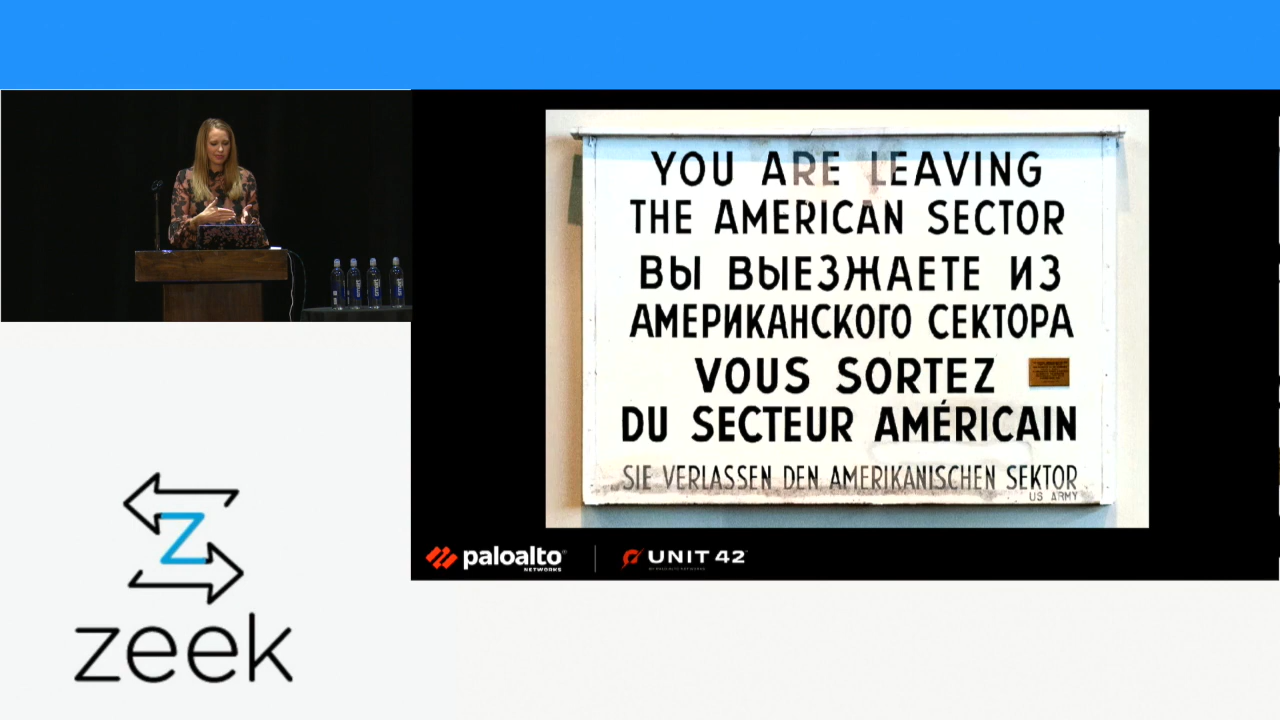 YOU ARE LEAVING
THE AMERICAN SECTOR
ВЫ ВЫЕЗЖАЕТЕ ИЗ
АМЕРИКАНСКОГО СЕКТОРА
VOUS SORTEZ
DU SECTEUR AMÉRICAIN
SIE VERLASSEN DEN AMERIKANISCHEN SEKTOR
US ARMY
paloalto
NETWORKS
UNIT 42
zeek